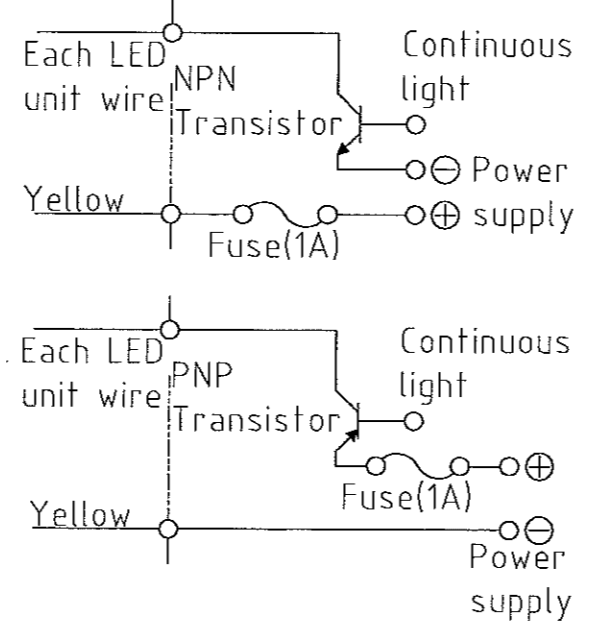 Each LED
unit wire
NPN
Transistor
Continuous
light
⊖ Power
Yellow
Fuse(1A)
⊕ supply
Each LED
unit wire
PNP
Transistor
Continuous
light
⊕
Fuse(1A)
Yellow
⊖
Power
supply